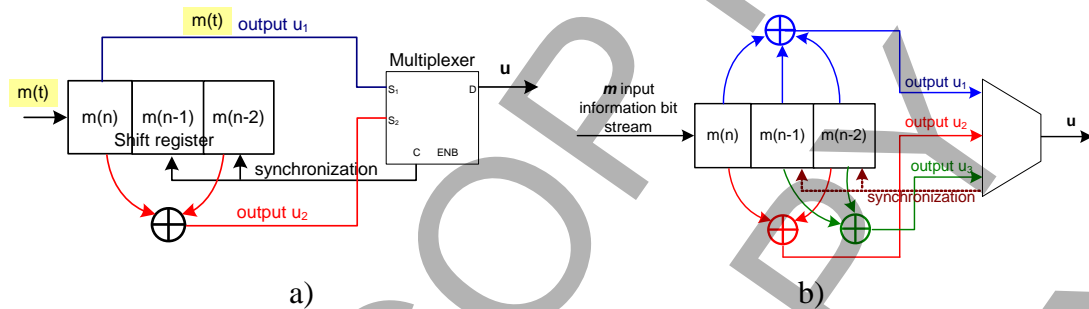 m(t)
output u₁
m(t)
m(n)
m(n-1)
m(n-2)
Shift register
Multiplexer
S₁
S₂
D
C
ENB
u
synchronization
output u₂
a)
m input
information bit
stream
m(n)
m(n-1)
m(n-2)
output u₁
output u₂
output u₃
synchronization
u
b)